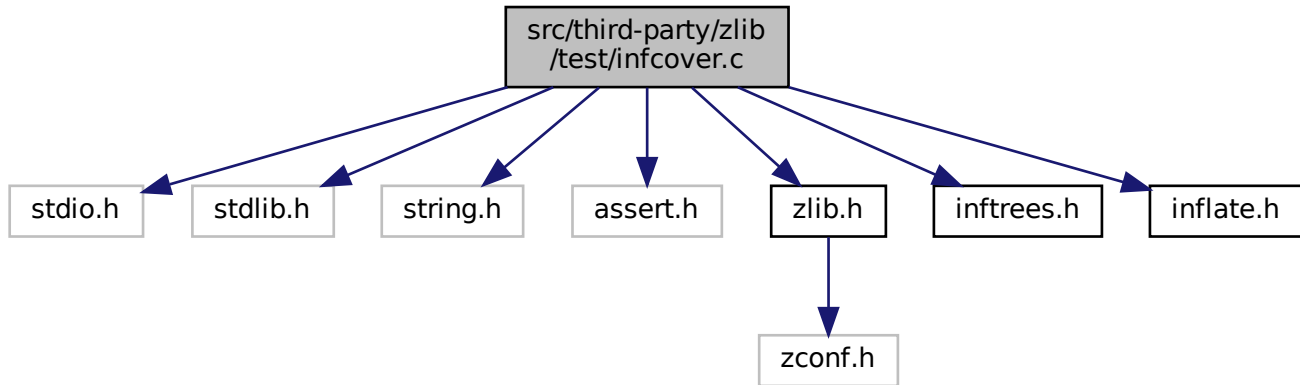 src/third-party/zlib
/test/infcover.c
stdio.h
stdlib.h
string.h
assert.h
zlib.h
inftrees.h
inflate.h
zconf.h